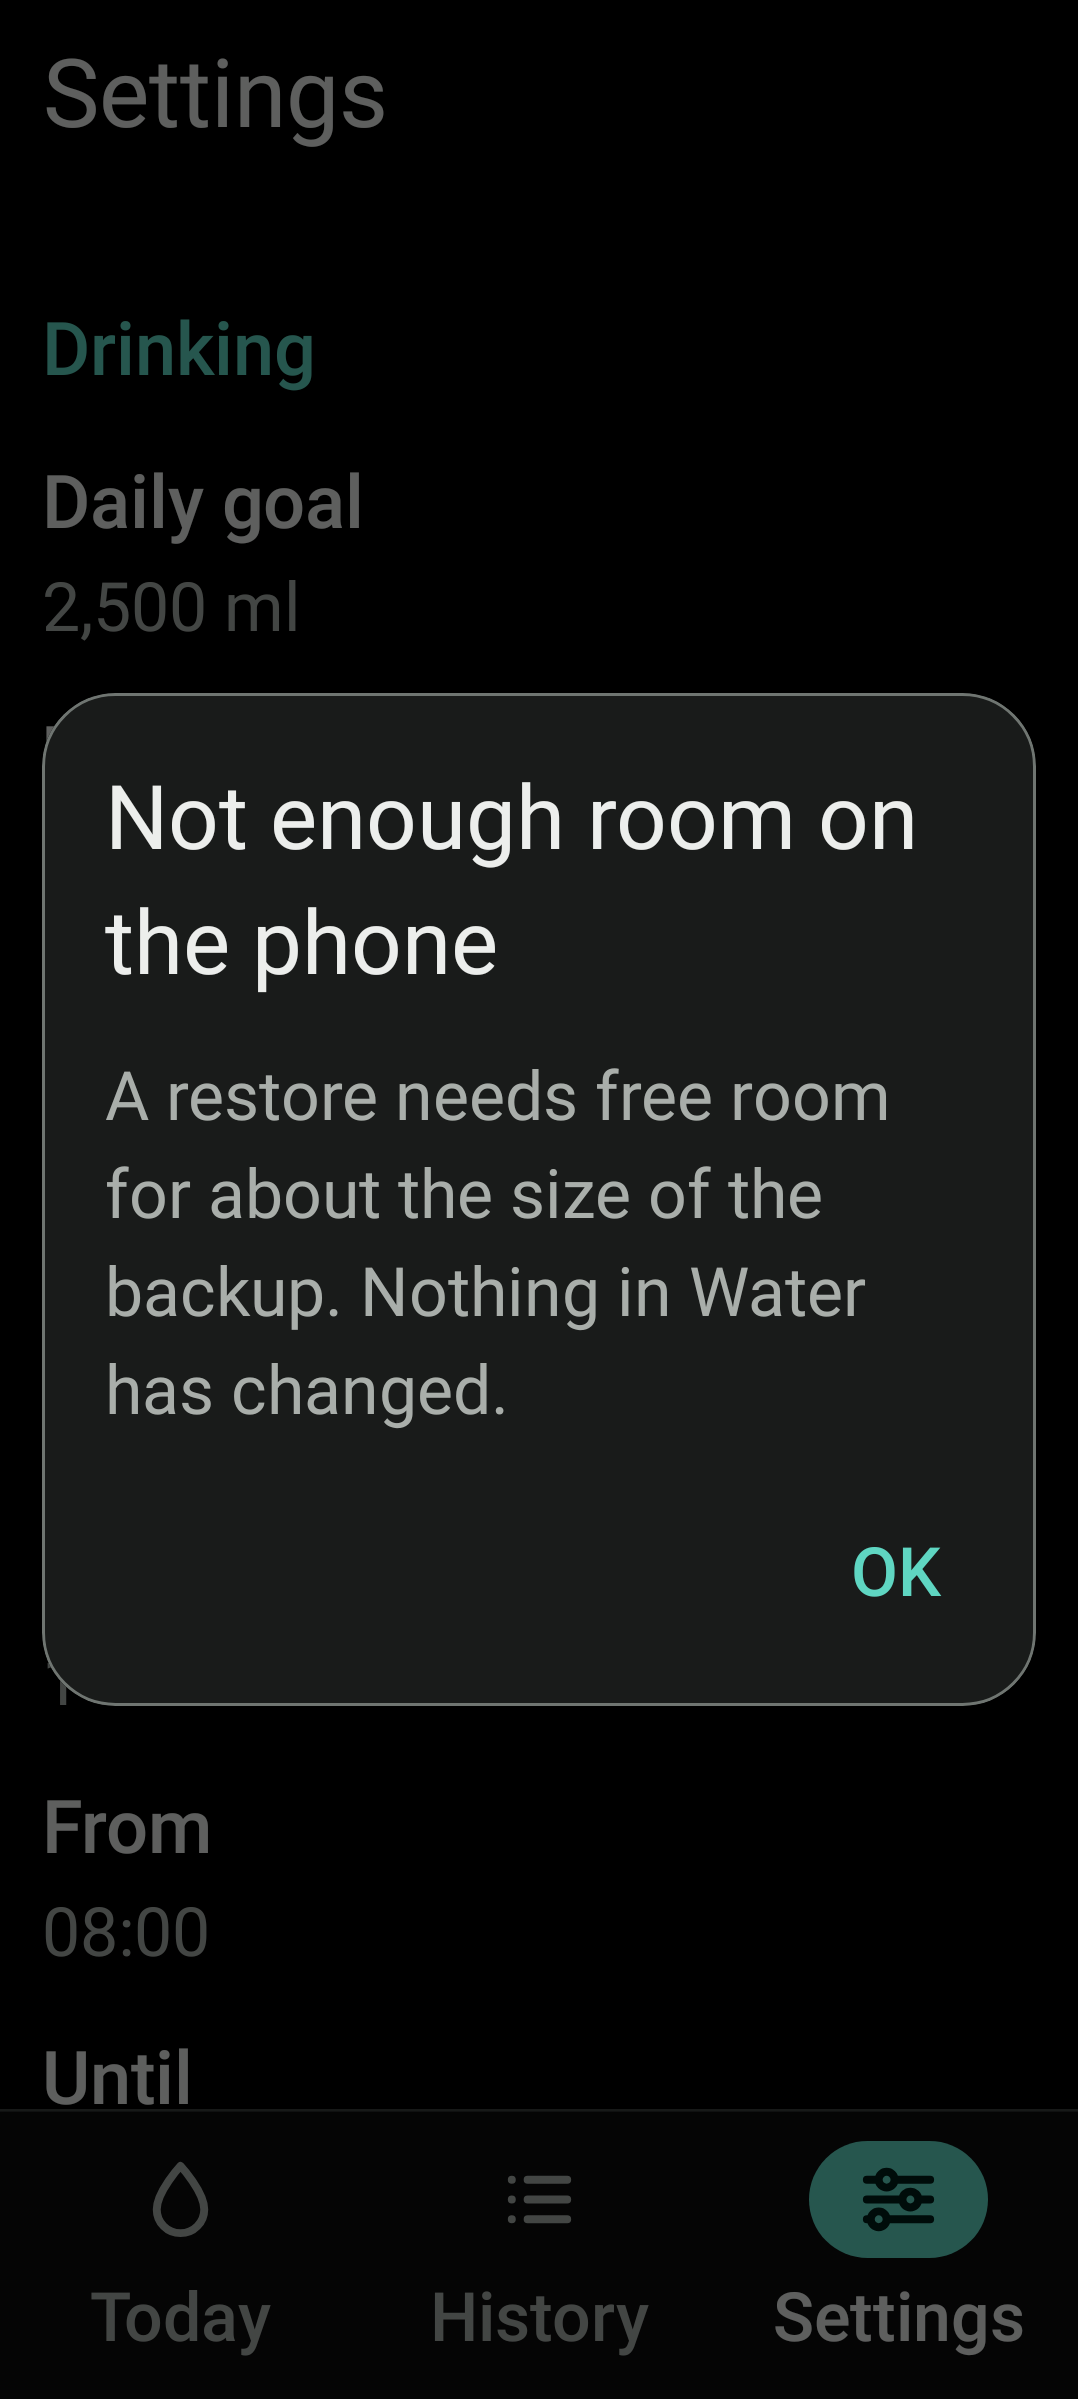 Settings
Drinking
Daily goal
2,500 ml
Not enough room on
the phone
A restore needs free room
for about the size of the
backup. Nothing in Water
has changed.
OK
From
08:00
Until
Today
History
Settings